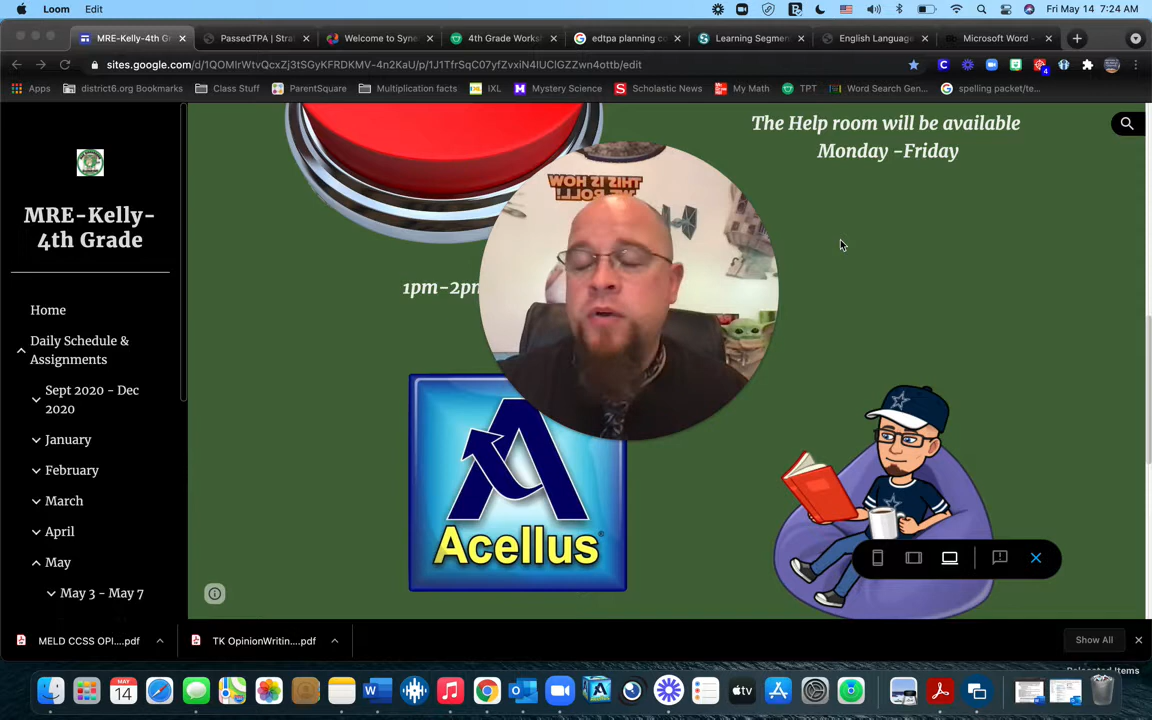 Loom Edit Fri May 14 7:24 AM
MRE-Kelly-4th G × PassedTPA | Stra × Welcome to Syne × 4th Grade Works × edtpa planning co × Learning Segmen × English Language × Microsoft Word - ×
sites.google.com/d/1QOMIrWtvQcxZj3tSGyKFRDKMV-4n2KaU/p/1J1TfrSqC07yfZvxiN4IUClGZZwn4ottb/edit
Apps district6.org Bookmarks Class Stuff ParentSquare Multiplication facts IXL Mystery Science Scholastic News My Math TPT Word Search Gen... spelling packet/te...
The Help room will be available
Monday -Friday
THIS IS HOW
WE ROLL!!
MRE-Kelly-
4th Grade
1pm-2pm
Home
Daily Schedule &
Assignments
Sept 2020 - Dec
2020
January
February
March
April
May
May 3 - May 7
Acellus
MELD CCSS OPI....pdf TK OpinionWritin....pdf Show All
MAY
14